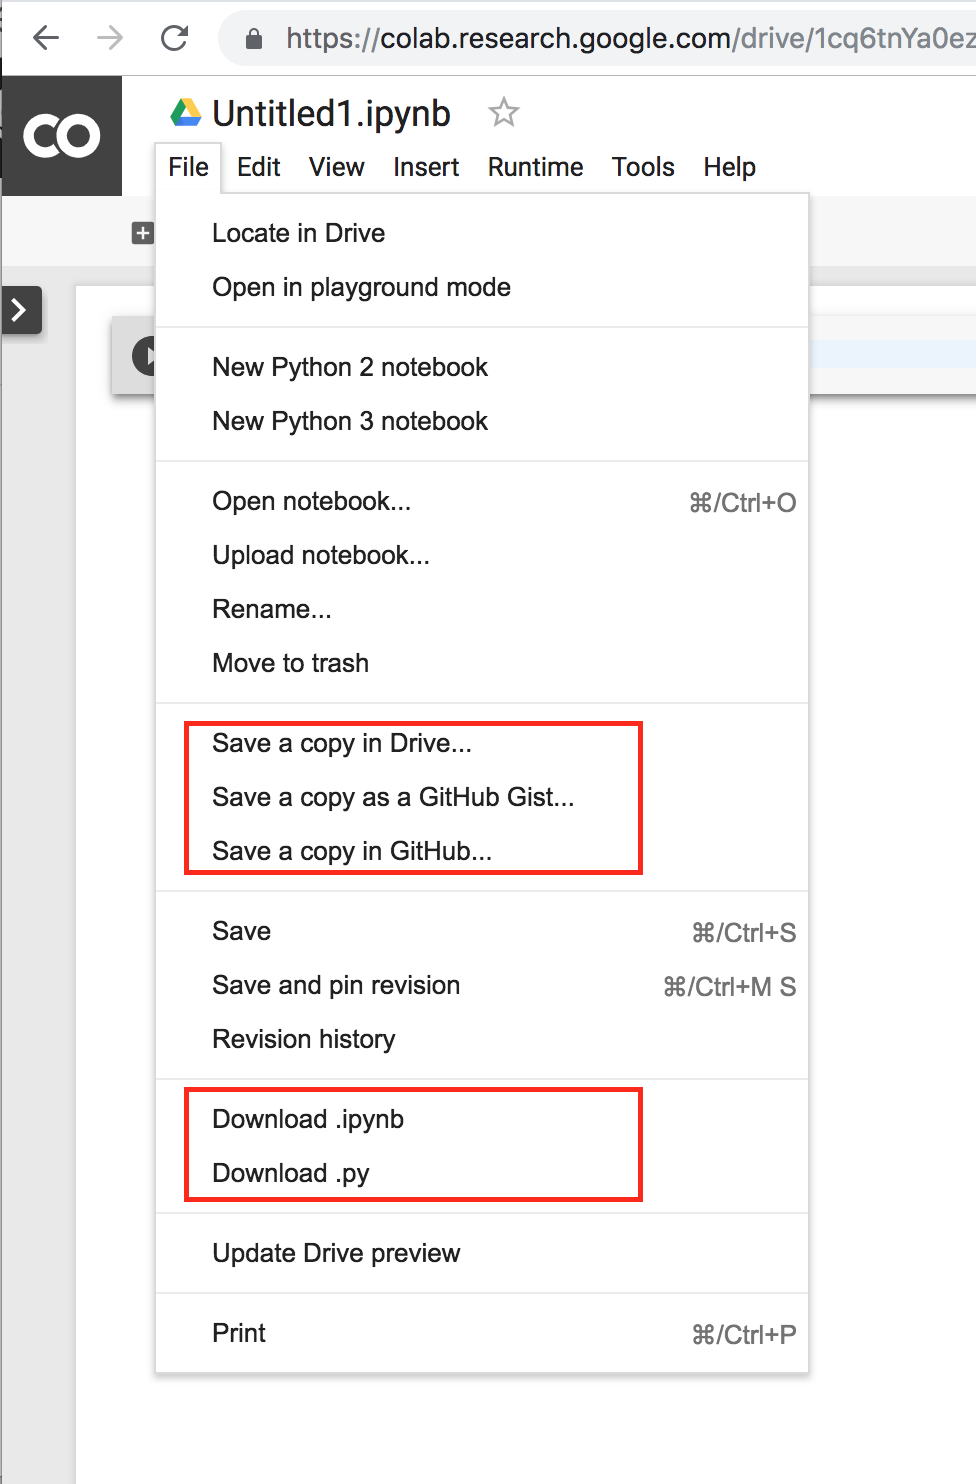 https://colab.research.google.com/drive/1cq6tnYa0ez
CO
Untitled1.ipynb
File Edit View Insert Runtime Tools Help
Locate in Drive
Open in playground mode
New Python 2 notebook
New Python 3 notebook
Open notebook... ⌘/Ctrl+O
Upload notebook...
Rename...
Move to trash
Save a copy in Drive...
Save a copy as a GitHub Gist...
Save a copy in GitHub...
Save ⌘/Ctrl+S
Save and pin revision ⌘/Ctrl+M S
Revision history
Download .ipynb
Download .py
Update Drive preview
Print ⌘/Ctrl+P